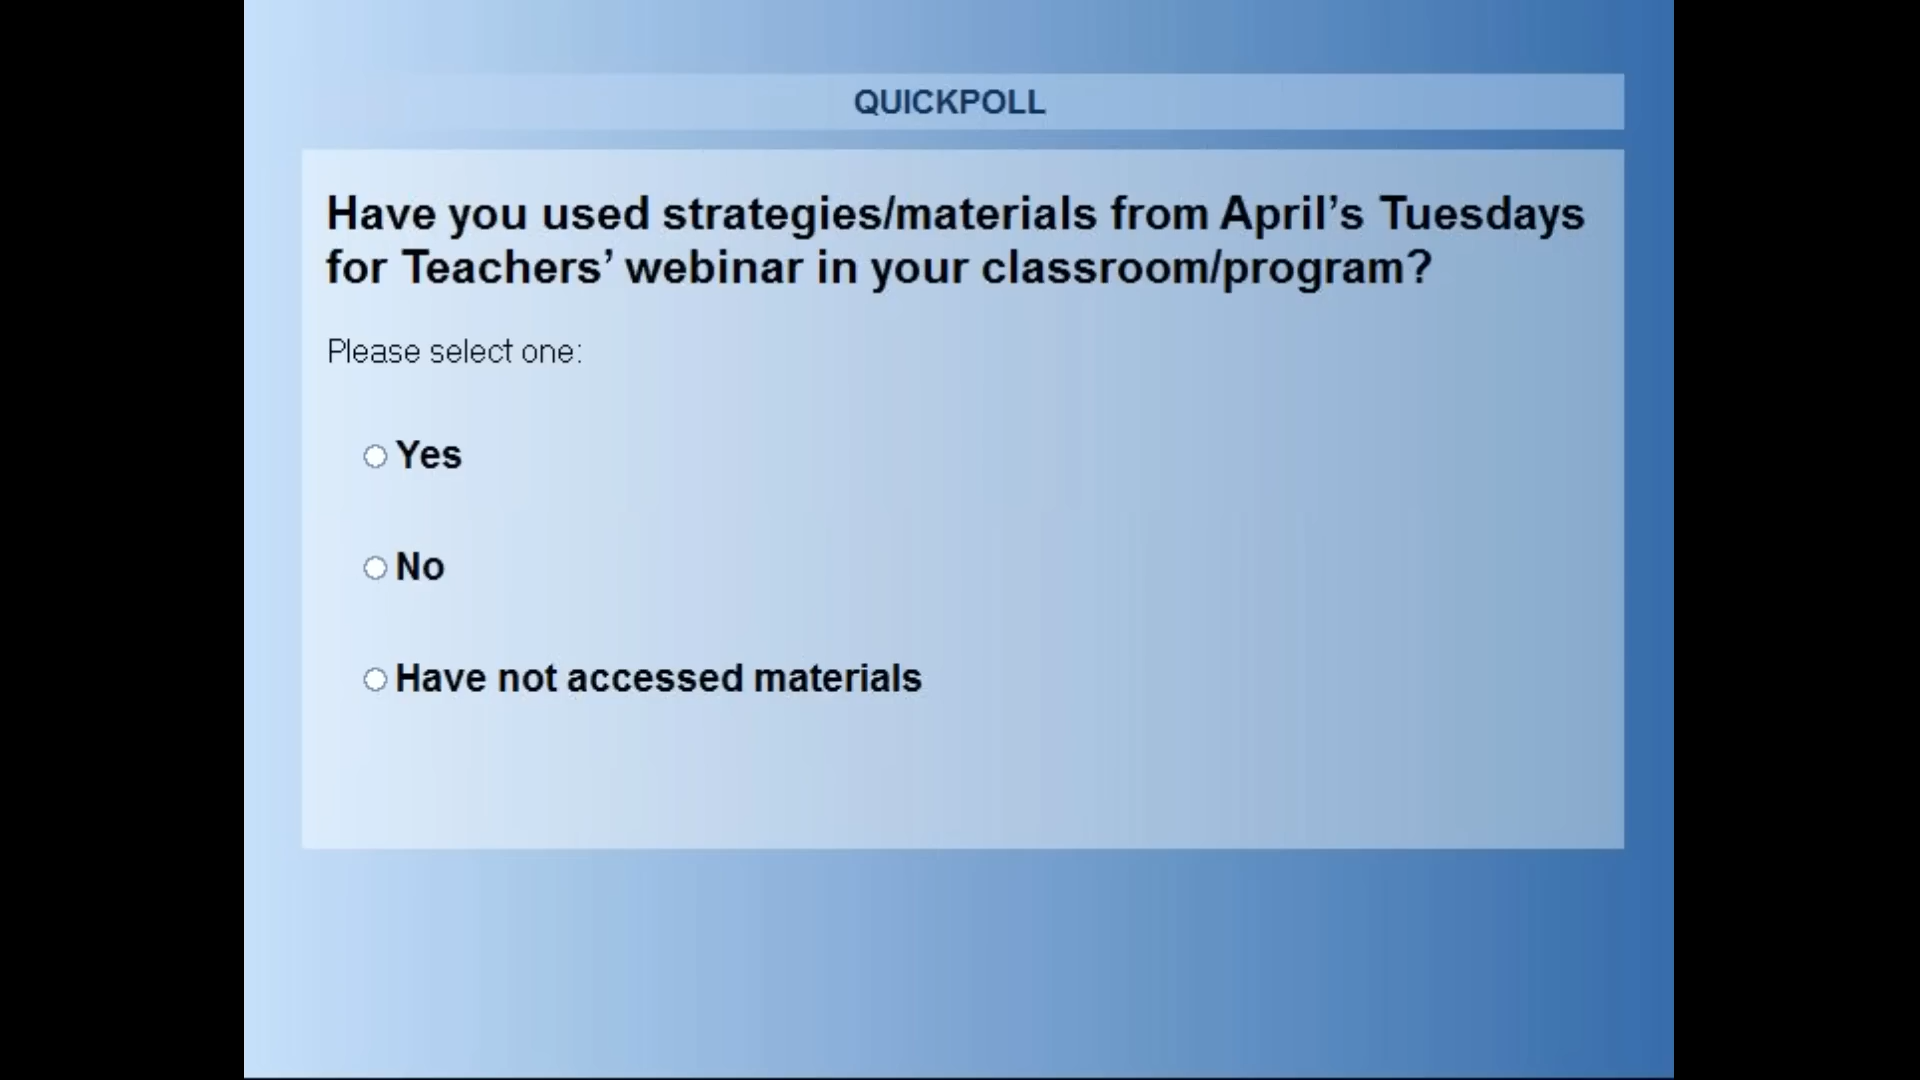 QUICKPOLL
Have you used strategies/materials from April’s Tuesdays
for Teachers’ webinar in your classroom/program?
Please select one:
Yes
No
Have not accessed materials